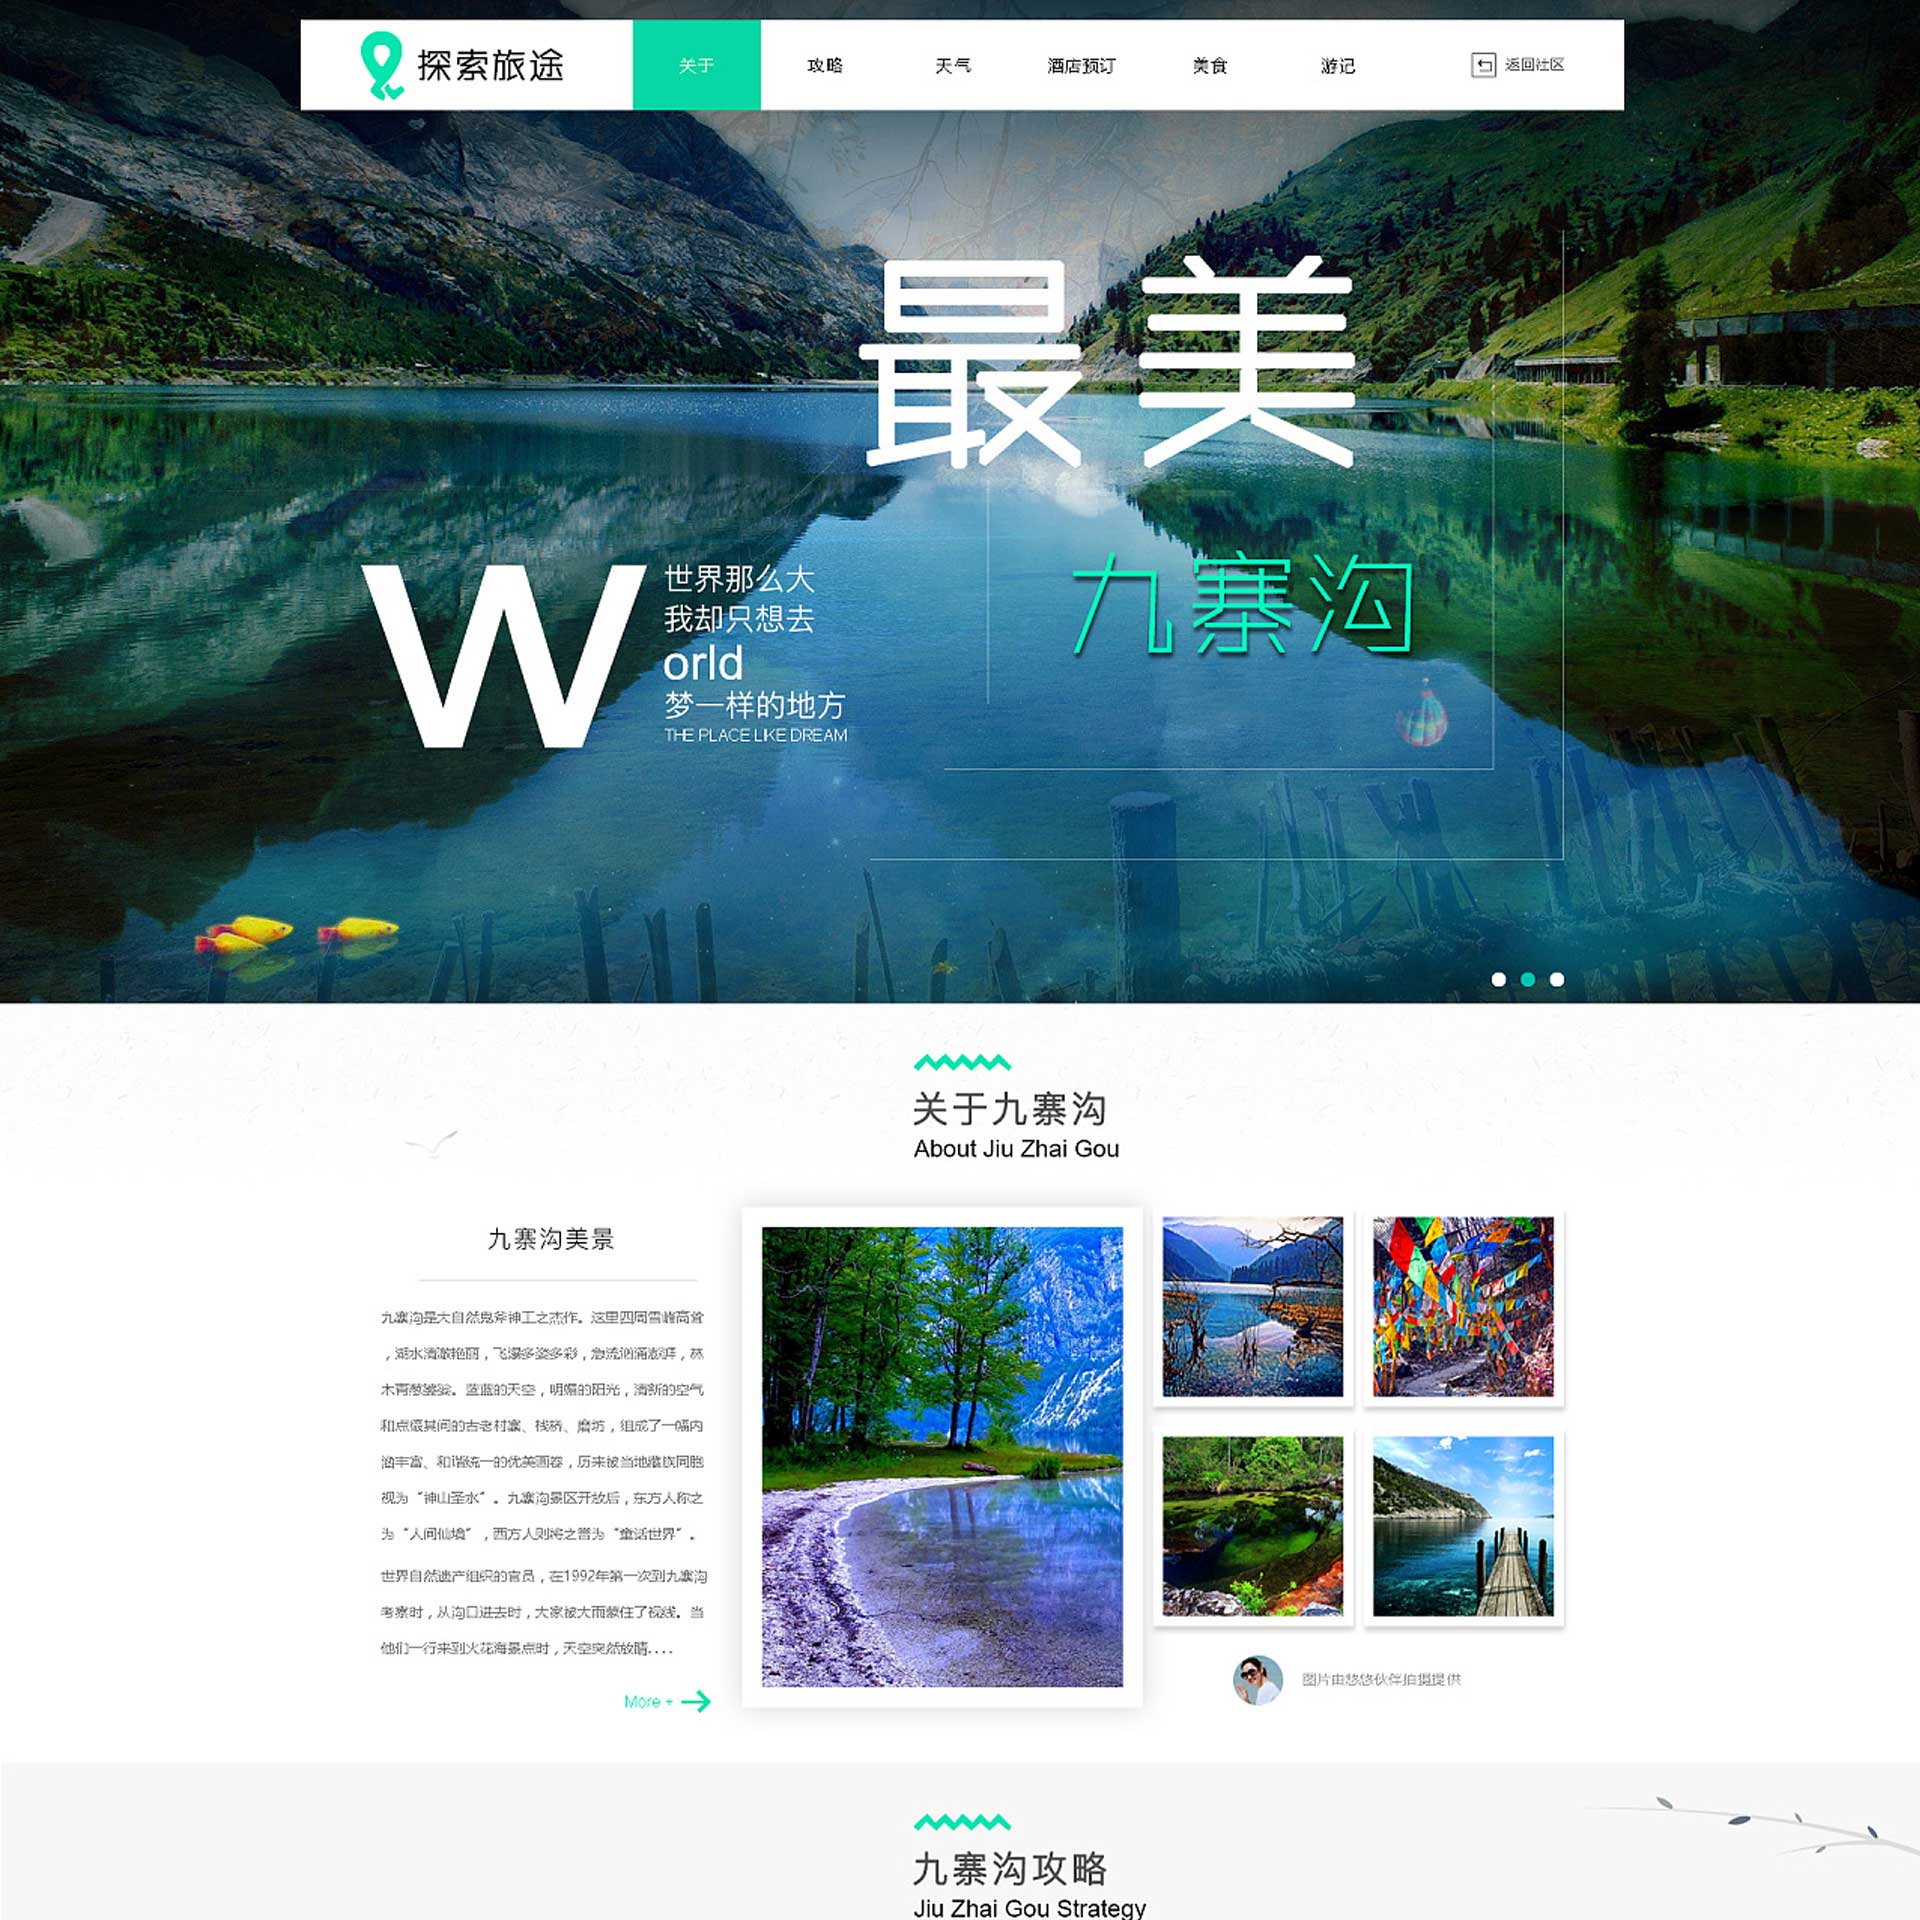 探索旅途
关于
攻略
天气
酒店预订
美食
游记
返回社区
最美
九寨沟
W
世界那么大
我却只想去
orld
梦一样的地方
THE PLACE LIKE DREAM
关于九寨沟
About Jiu Zhai Gou
九寨沟美景
九寨沟是大自然鬼斧神工之杰作。这里四周雪峰高耸
，湖水清澈艳丽，飞瀑多姿多彩，急流汹涌澎湃，林
木青葱婆娑。蓝蓝的天空，明媚的阳光，清新的空气
和点缀其间的古老村寨、栈桥、磨坊，组成了一幅内
涵丰富、和谐统一的优美画卷，历来被当地藏族同胞
视为“神山圣水”。九寨沟景区开放后，东方人称之
为“人间仙境”，西方人则将之誉为“童话世界”。
世界自然遗产组织的官员，在1992年第一次到九寨沟
考察时，从沟口进去时，大家被大雨蒙住了视线。当
他们一行来到火花海景点时，天空突然放晴....
More +
图片由悠悠伙伴拍摄提供
九寨沟攻略
Jiu Zhai Gou Strategy